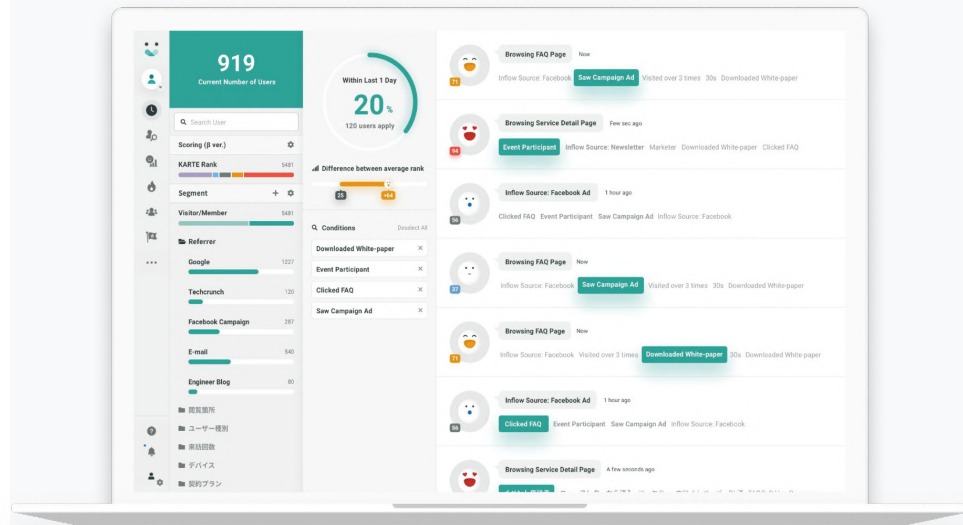 919
Current Number of Users
Search User
Scoring (β ver.)
KARTE Rank 5481
Segment +
Visitor/Member 5481
Referrer
Google 1227
Techcrunch 120
Facebook Campaign 287
E-mail 540
Engineer Blog 80
閲覧箇所
ユーザー種別
来訪回数
デバイス
契約プラン
Within Last 1 Day
20%
120 users apply
Difference between average rank
25 +64
Conditions Deselect All
Downloaded White-paper ×
Event Participant ×
Clicked FAQ ×
Saw Campaign Ad ×
Browsing FAQ Page Now
71 Inflow Source: Facebook Saw Campaign Ad Visited over 3 times 30s Downloaded White-paper
Browsing Service Detail Page Few sec ago
94 Event Participant Inflow Source: Newsletter Marketer Downloaded White-paper Clicked FAQ
Inflow Source: Facebook Ad 1 hour ago
56 Clicked FAQ Event Participant Saw Campaign Ad Inflow Source: Facebook
Browsing FAQ Page Now
37 Inflow Source: Facebook Saw Campaign Ad Visited over 3 times 30s Downloaded White-paper
Browsing FAQ Page Now
71 Inflow Source: Facebook Visited over 3 times Downloaded White-paper 30s Downloaded White-paper
Inflow Source: Facebook Ad 1 hour ago
56 Clicked FAQ Event Participant Saw Campaign Ad Inflow Source: Facebook
Browsing Service Detail Page A few seconds ago